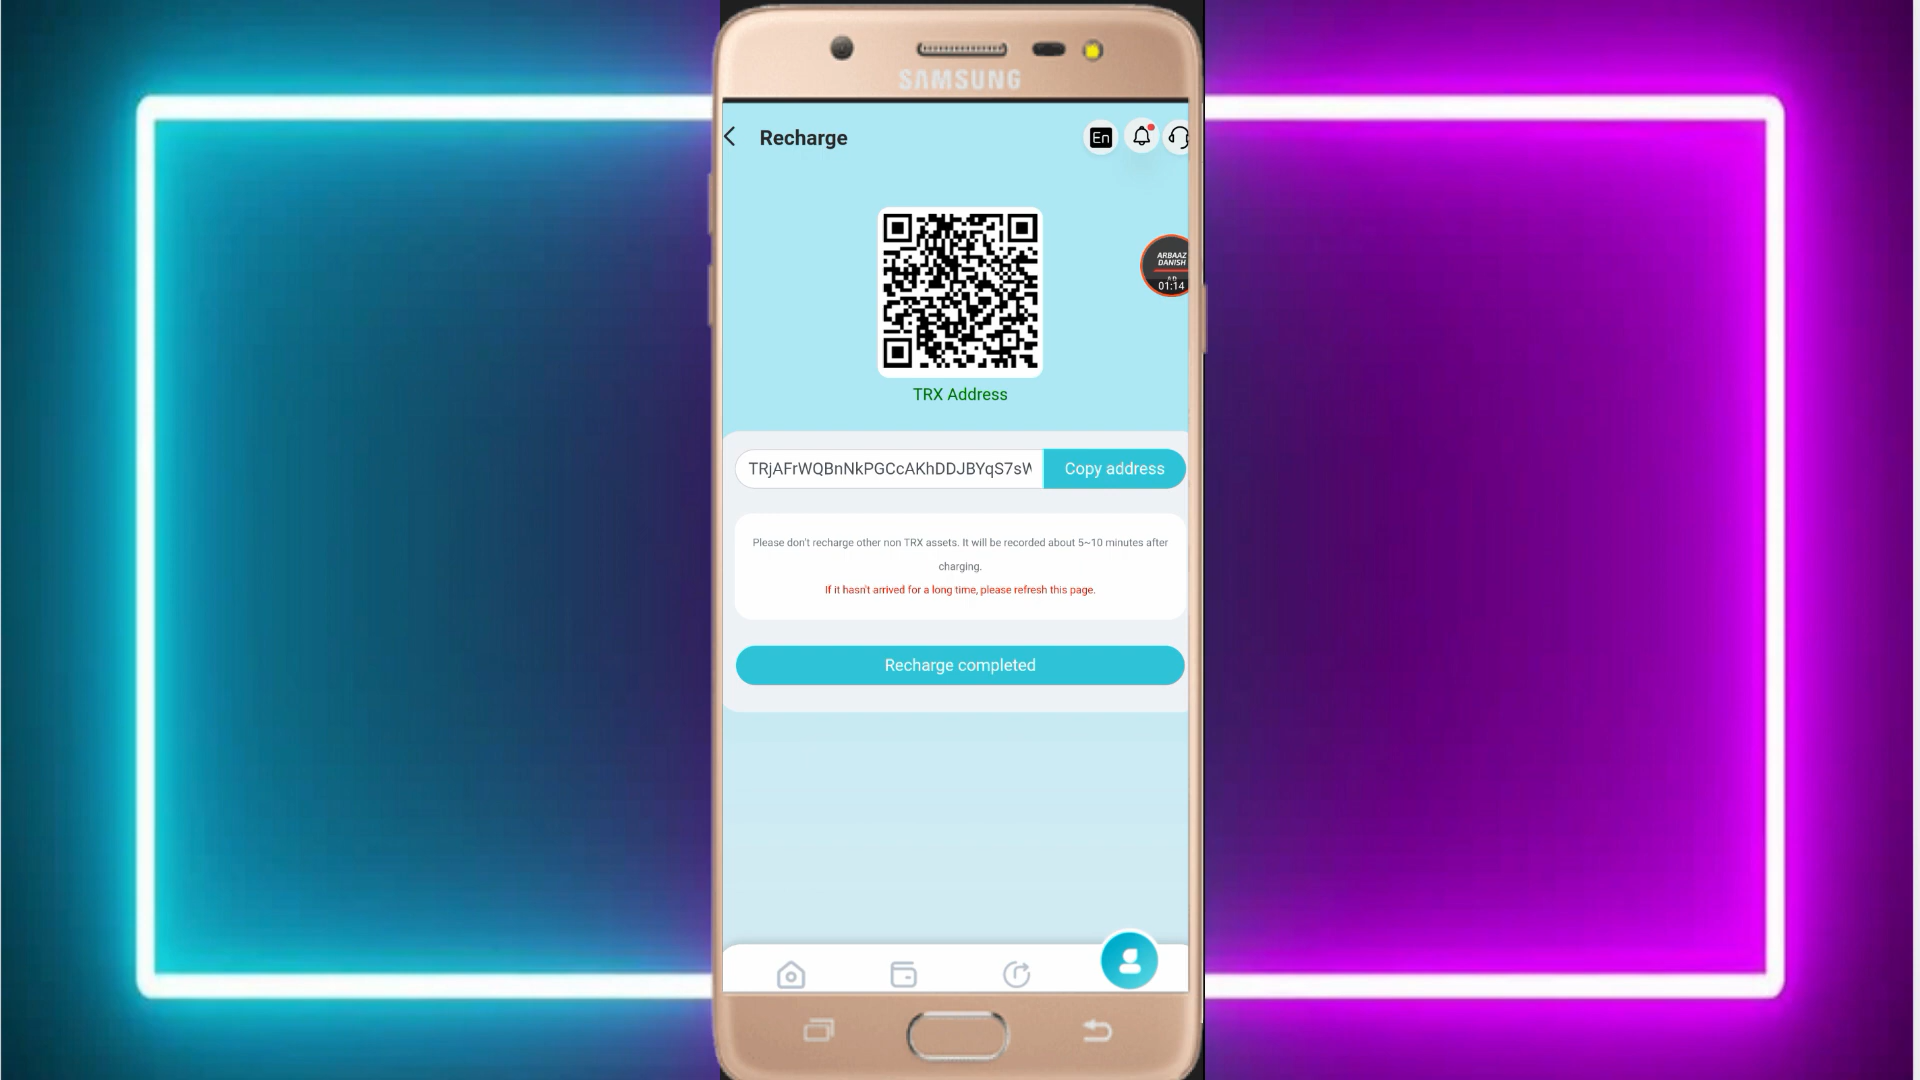 SAMSUNG
Recharge
En
ARBAAZ
DANISH
01:14
TRX Address
TRjAFrWQBnNkPGCcAKhDDJBYqS7sW
Copy address
Please don't recharge other non TRX assets. It will be recorded about 5~10 minutes after
charging.
If it hasn't arrived for a long time, please refresh this page.
Recharge completed